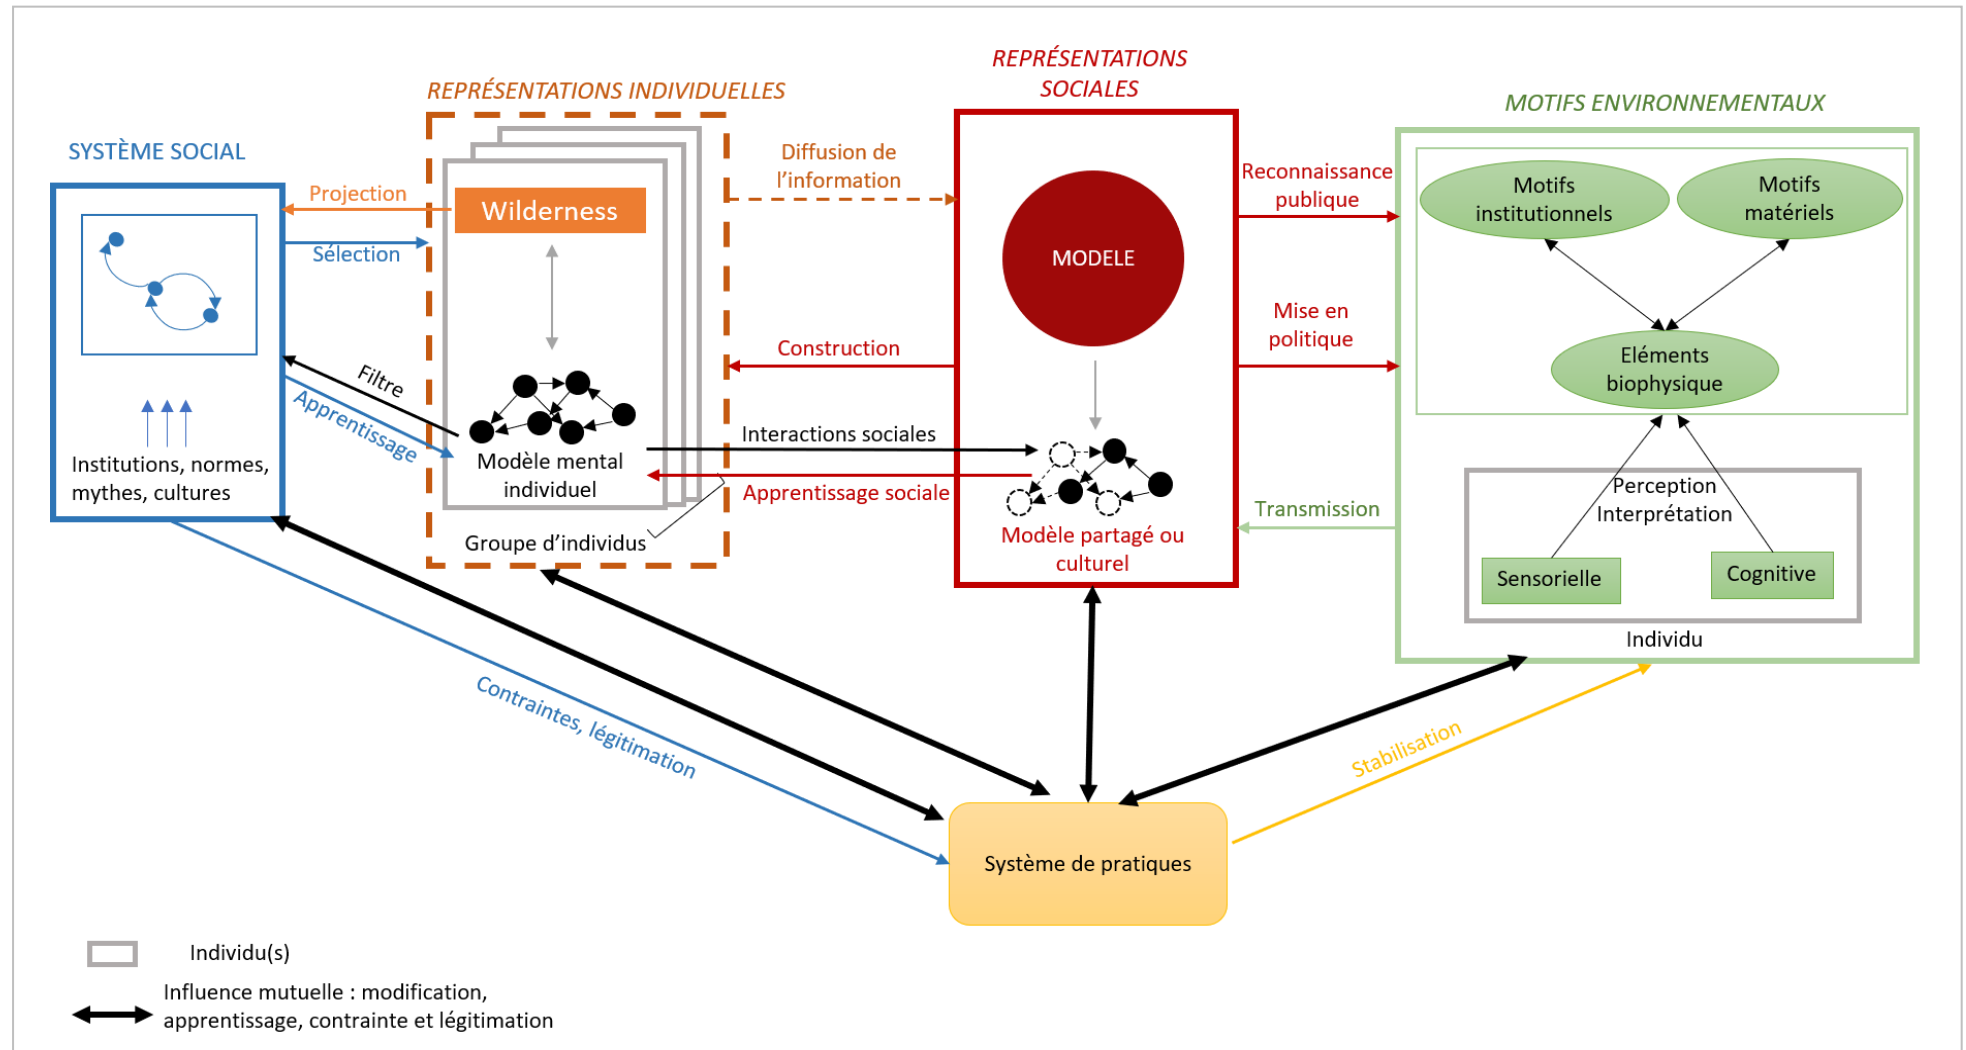 REPRÉSENTATIONS
SOCIALES
REPRÉSENTATIONS INDIVIDUELLES
MOTIFS ENVIRONNEMENTAUX
SYSTÈME SOCIAL
Projection
Sélection
Filtre
Apprentissage
Institutions, normes,
mythes, cultures
Wilderness
Modèle mental
individuel
Groupe d’individus
Diffusion de
l’information
Construction
Interactions sociales
Apprentissage sociale
MODELE
Modèle partagé ou
culturel
Reconnaissance
publique
Mise en
politique
Transmission
Motifs
institutionnels
Motifs
matériels
Eléments
biophysique
Perception
Interprétation
Sensorielle
Cognitive
Individu
Contraintes, légitimation
Stabilisation
Système de pratiques
Individu(s)
Influence mutuelle : modification,
apprentissage, contrainte et légitimation